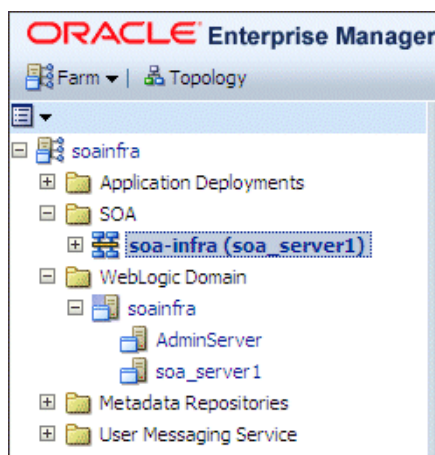 ORACLE Enterprise Manager
Farm | Topology
soainfra
Application Deployments
SOA
soa-infra (soa_server1)
WebLogic Domain
soainfra
AdminServer
soa_server1
Metadata Repositories
User Messaging Service